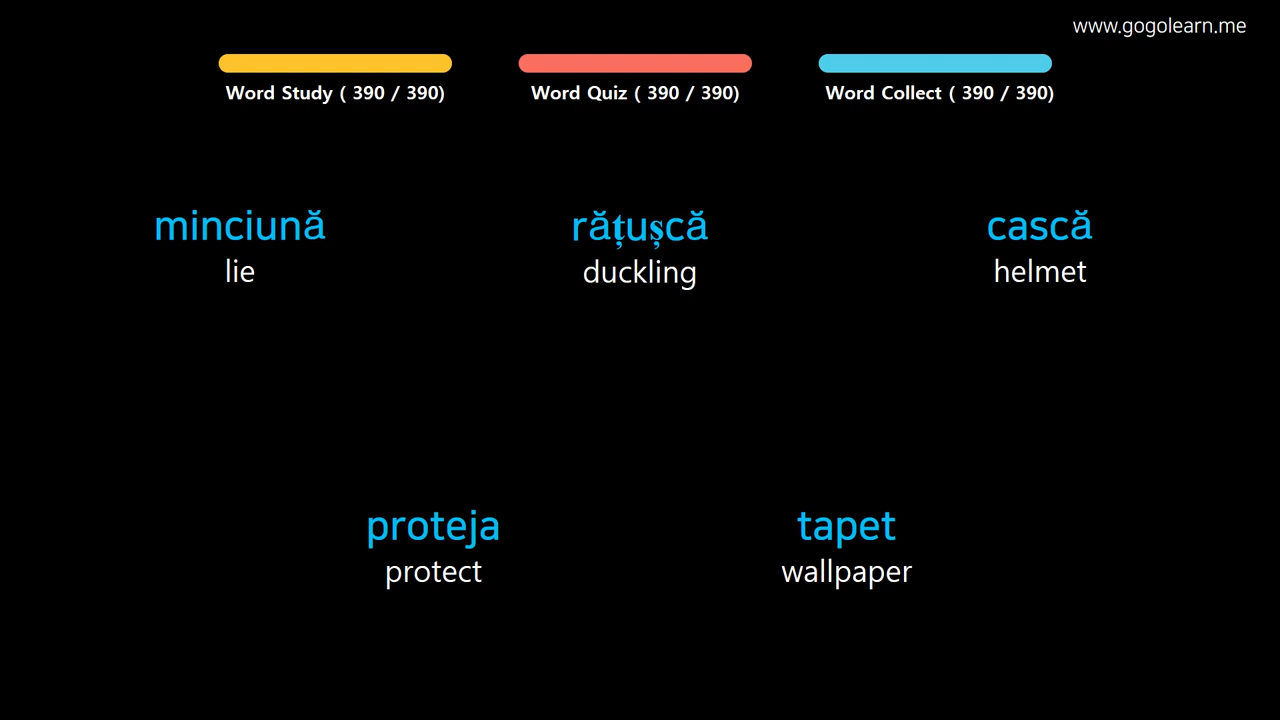 www.gogolearn.me
Word Study ( 390 / 390)
Word Quiz ( 390 / 390)
Word Collect ( 390 / 390)
minciună
lie
rățușcă
duckling
cască
helmet
proteja
protect
tapet
wallpaper